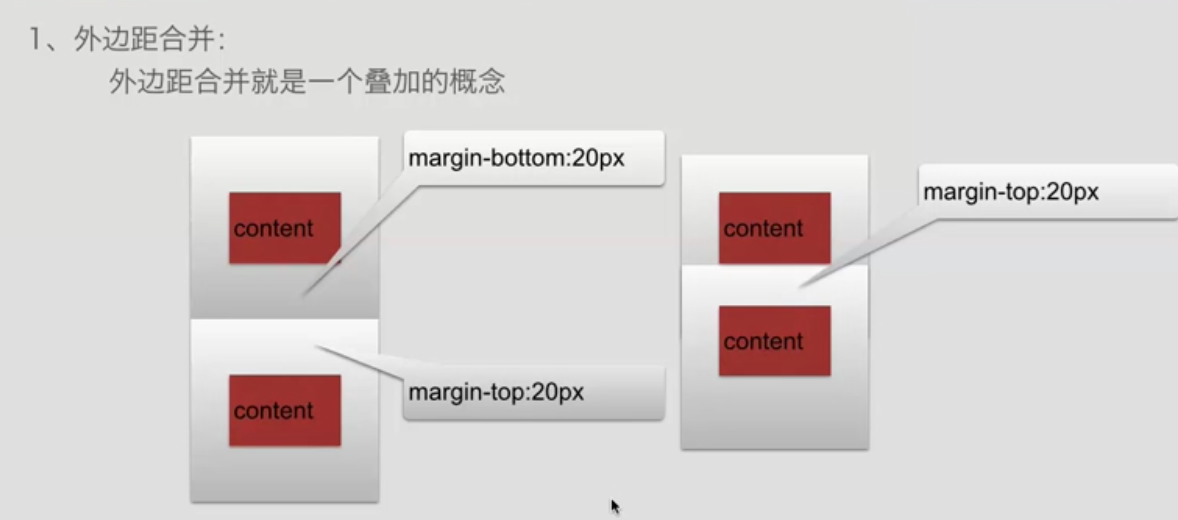 1、外边距合并：
外边距合并就是一个叠加的概念
margin-bottom:20px
content
margin-top:20px
content
content
margin-top:20px
content